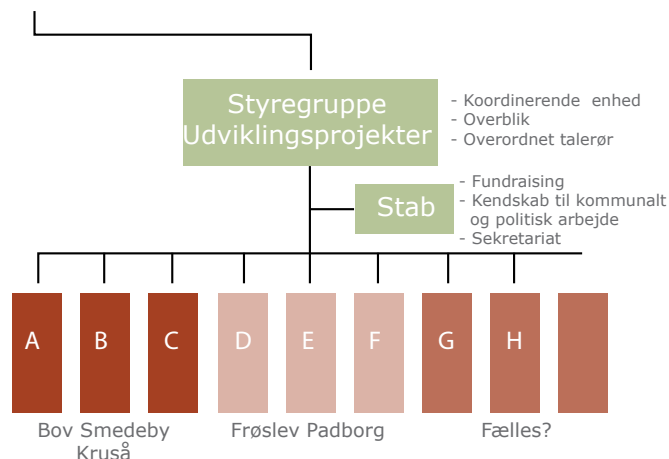 Styregruppe
Udviklingsprojekter
- Koordinerende enhed
- Overblik
- Overordnet talerør
Stab
- Fundraising
- Kendskab til kommunalt
og politisk arbejde
- Sekretariat
A B C D E F G H
Bov Smedeby
Kruså
Frøslev Padborg
Fælles?